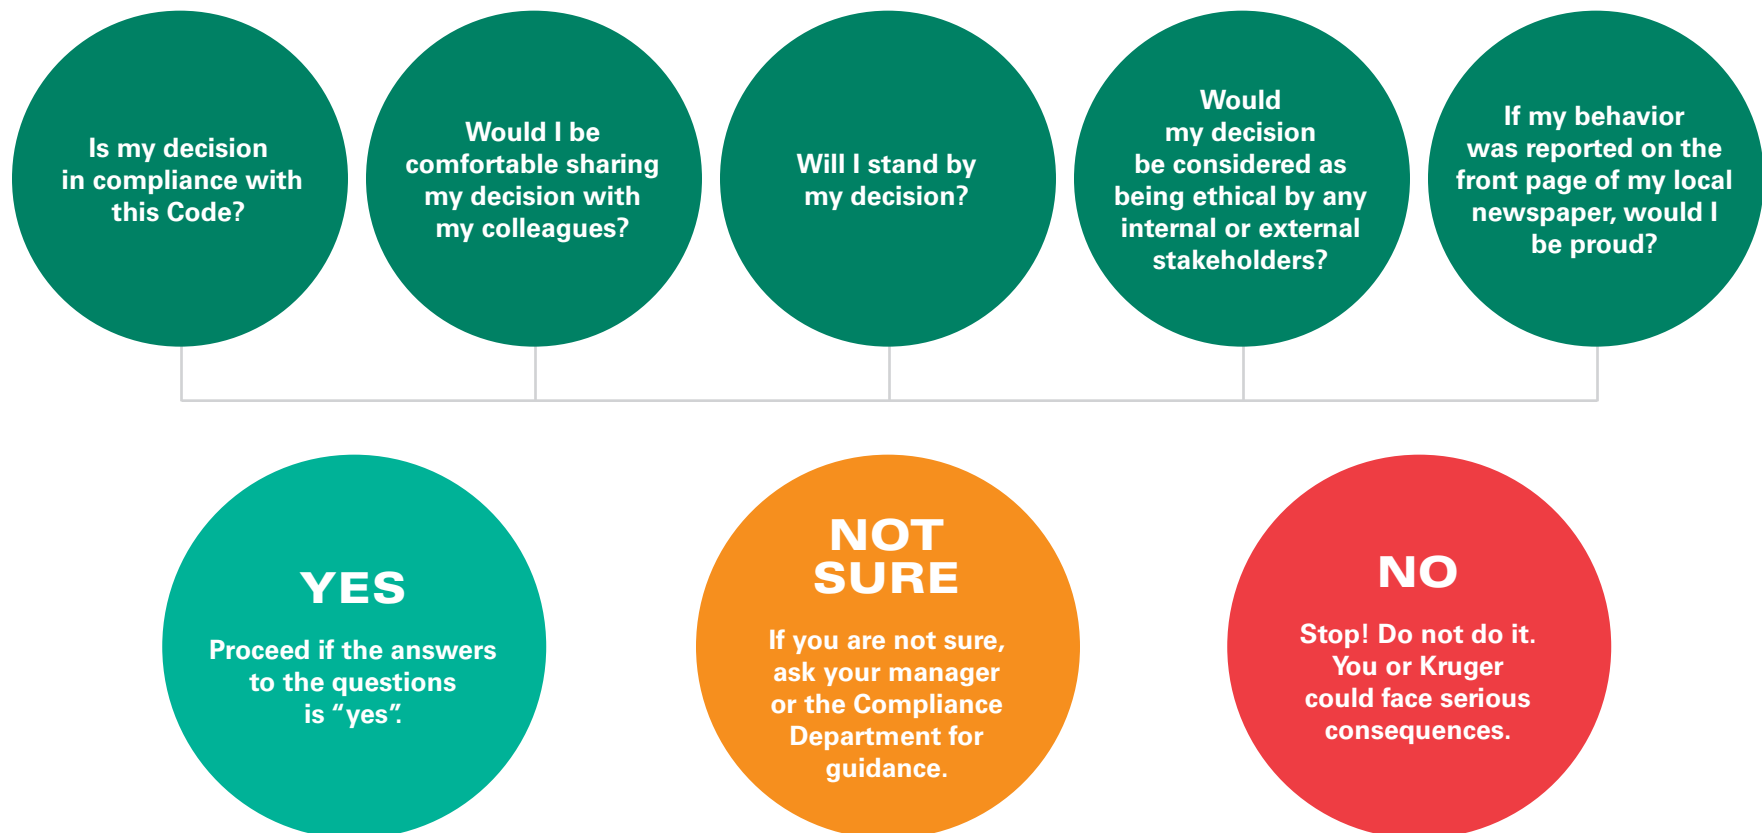 Is my decision
in compliance with
this Code?
Would I be
comfortable sharing
my decision with
my colleagues?
Will I stand by
my decision?
Would
my decision
be considered as
being ethical by any
internal or external
stakeholders?
If my behavior
was reported on the
front page of my local
newspaper, would I
be proud?
YES
Proceed if the answers
to the questions
is “yes”.
NOT
SURE
If you are not sure,
ask your manager
or the Compliance
Department for
guidance.
NO
Stop! Do not do it.
You or Kruger
could face serious
consequences.